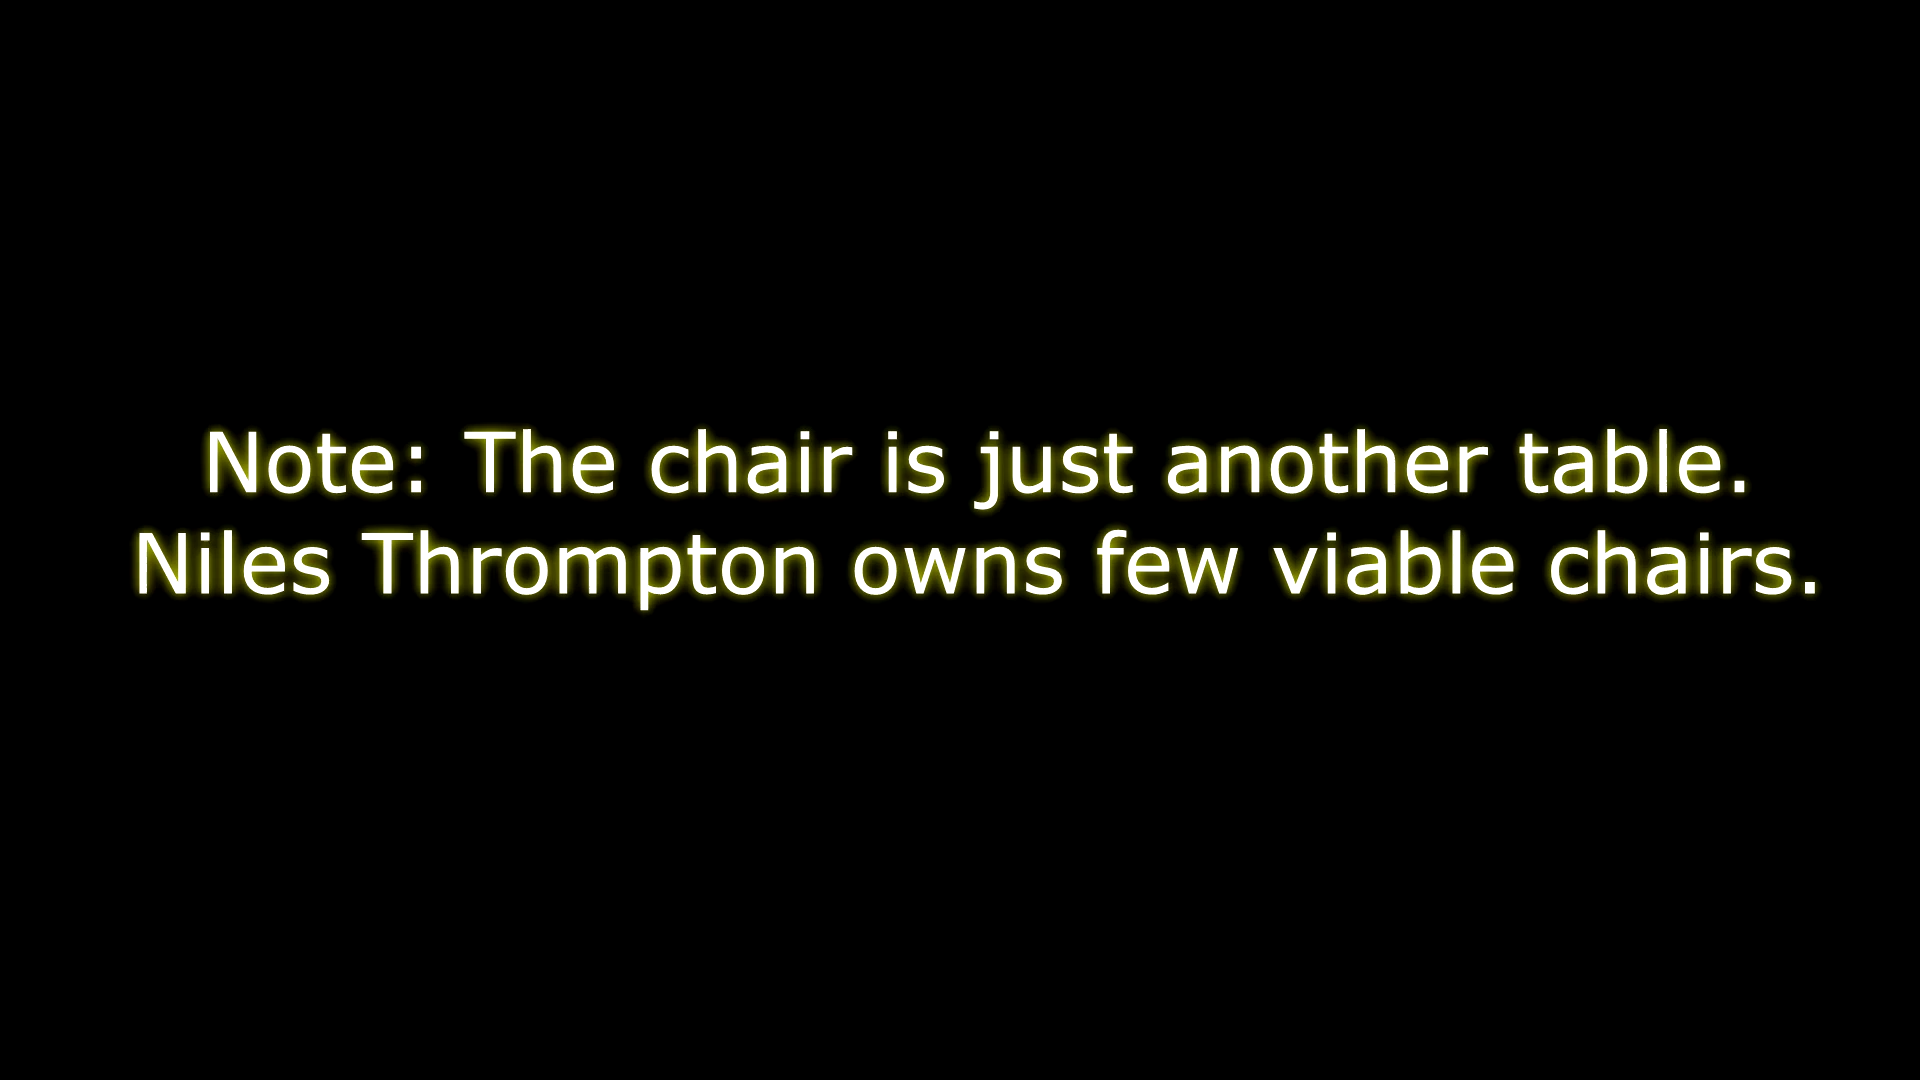 Note: The chair is just another table.
Niles Thrompton owns few viable chairs.